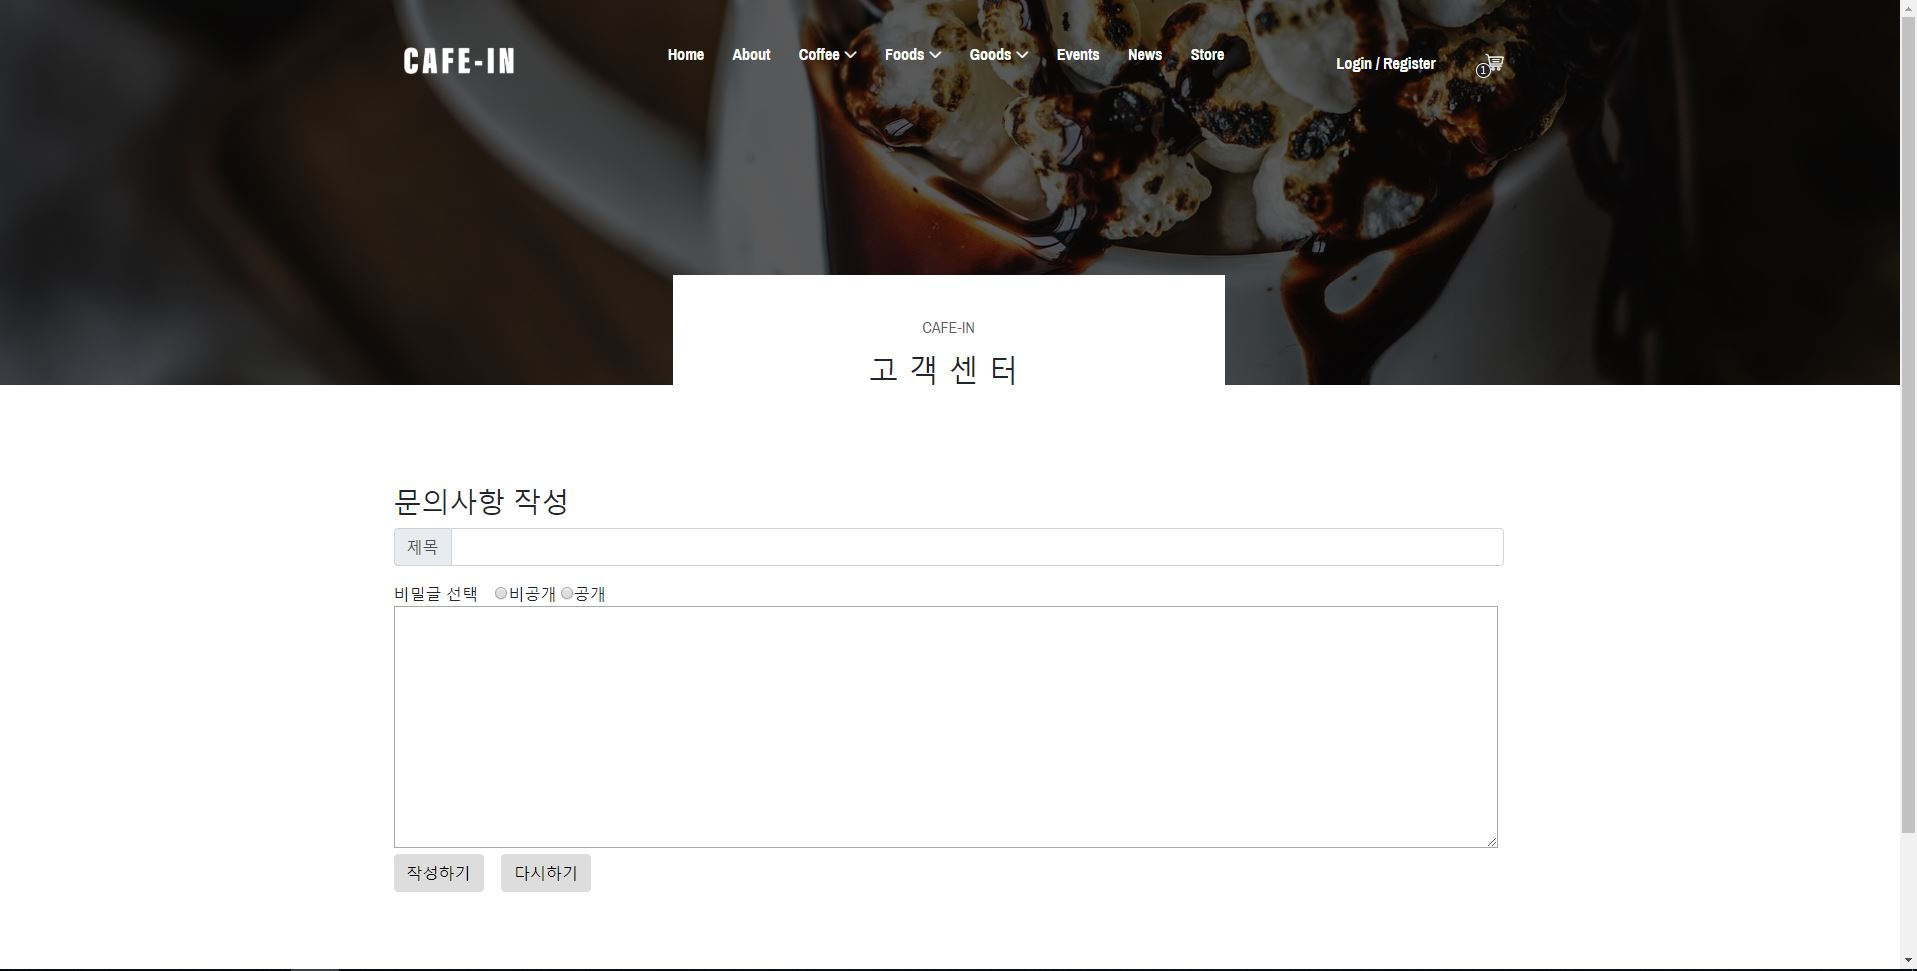 CAFE-IN
Home About Coffee Foods Goods Events News Store
Login / Register
1
CAFE-IN
고객센터
문의사항 작성
제목
비밀글 선택 비공개 공개
작성하기 다시하기